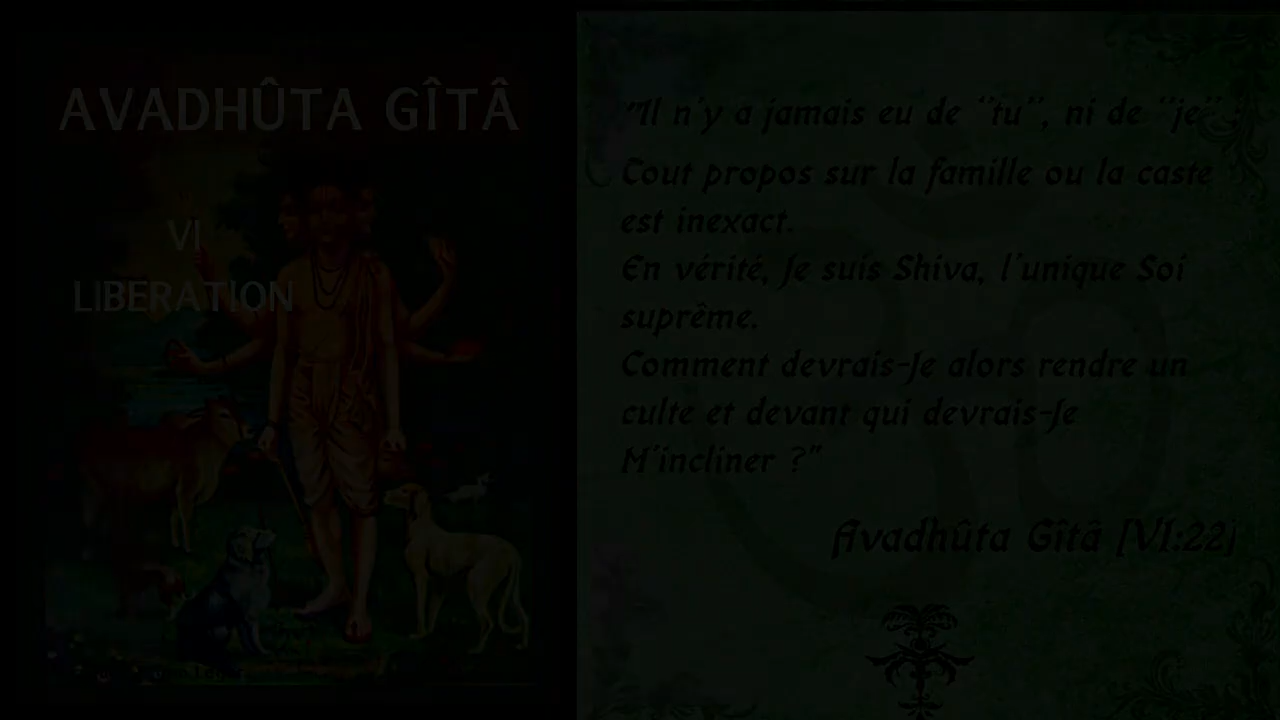 AVADHÛTA GÎTÂ
VI
LIBERATION
"Il n'y a jamais eu de "tu", ni de "je".
Tout propos sur la famille ou la caste
est inexact.
En vérité, Je suis Shiva, l'unique Soi
suprême.
Comment devrais-Je alors rendre un
culte et devant qui devrais-Je
M'incliner ?"
Avadhûta Gîtâ [VI:22]